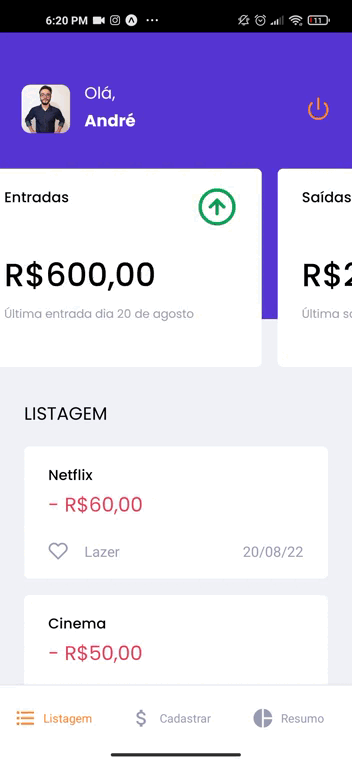 6:20 PM
11
Olá,
André
Entradas
R$600,00
Última entrada dia 20 de agosto
Saídas
R$2
Última
LISTAGEM
Netflix
- R$60,00
Lazer
20/08/22
Cinema
- R$50,00
Listagem
Cadastrar
Resumo